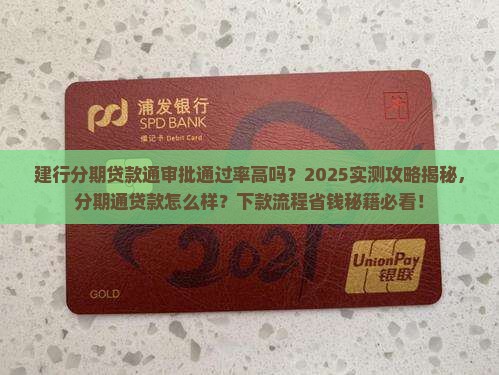 浦发银行
SPD BANK
借记卡 Debit Card
建行分期贷款通审批通过率高吗？2025实测攻略揭秘，
分期通贷款怎么样？下款流程省钱秘籍必看！
2021
UnionPay
银联
GOLD